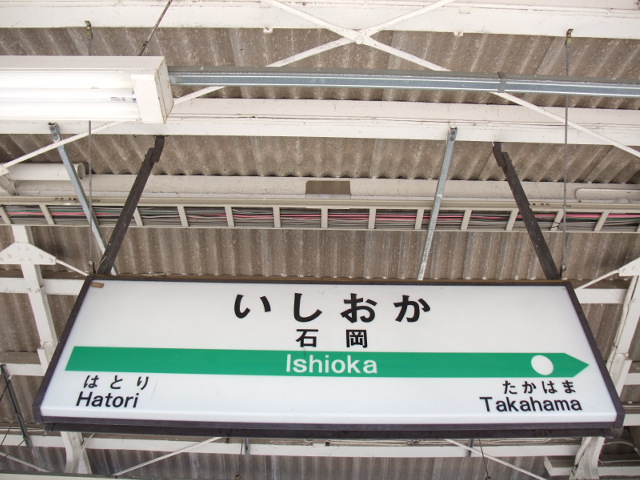 いしおか
石岡
Ishioka
はとり
Hatori
たかはま
Takahama